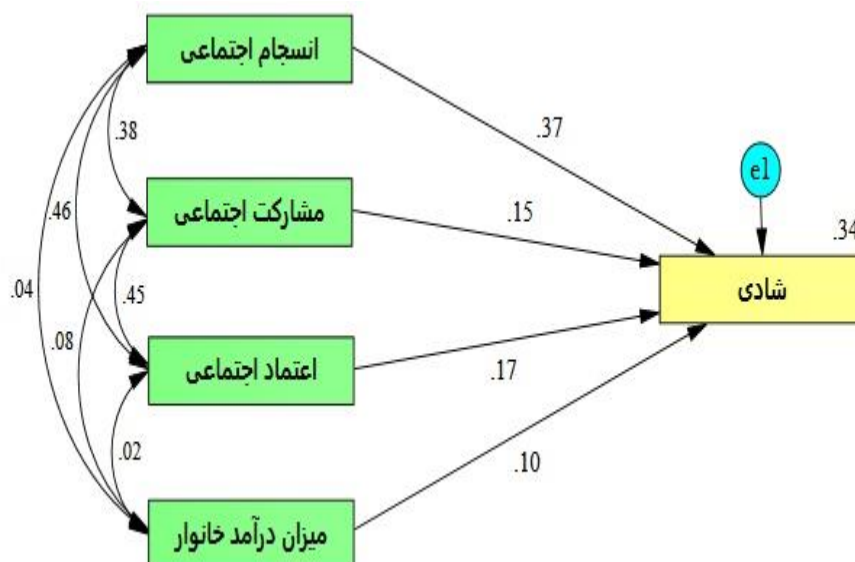 انسجام اجتماعی
.38
.37
e1
.46
مشارکت اجتماعی
.15
.34
.04
.45
شادی
.08
اعتماد اجتماعی
.17
.02
.10
میزان درآمد خانوار